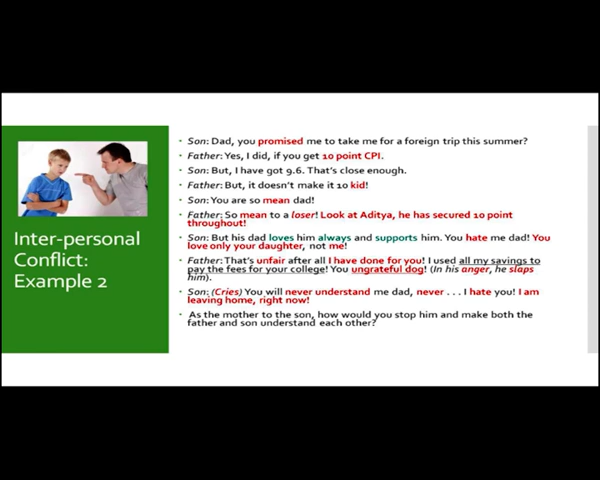 Inter-personal
Conflict:
Example 2
• Son: Dad, you promised me to take me for a foreign trip this summer?
• Father: Yes, I did, if you get 10 point CPI.
• Son: But, I have got 9.6. That's close enough.
• Father: But, it doesn't make it 10 kid!
• Son: You are so mean dad!
• Father: So mean to a loser! Look at Aditya, he has secured 10 point
throughout!
• Son: But his dad loves him always and supports him. You hate me dad! You
love only your daughter, not me!
• Father: That's unfair after all I have done for you! I used all my savings to
pay the fees for your college! You ungrateful dog! (In his anger, he slaps
him).
• Son: (Cries) You will never understand me dad, never . . . I hate you! I am
leaving home, right now!
• As the mother to the son, how would you stop him and make both the
father and son understand each other?